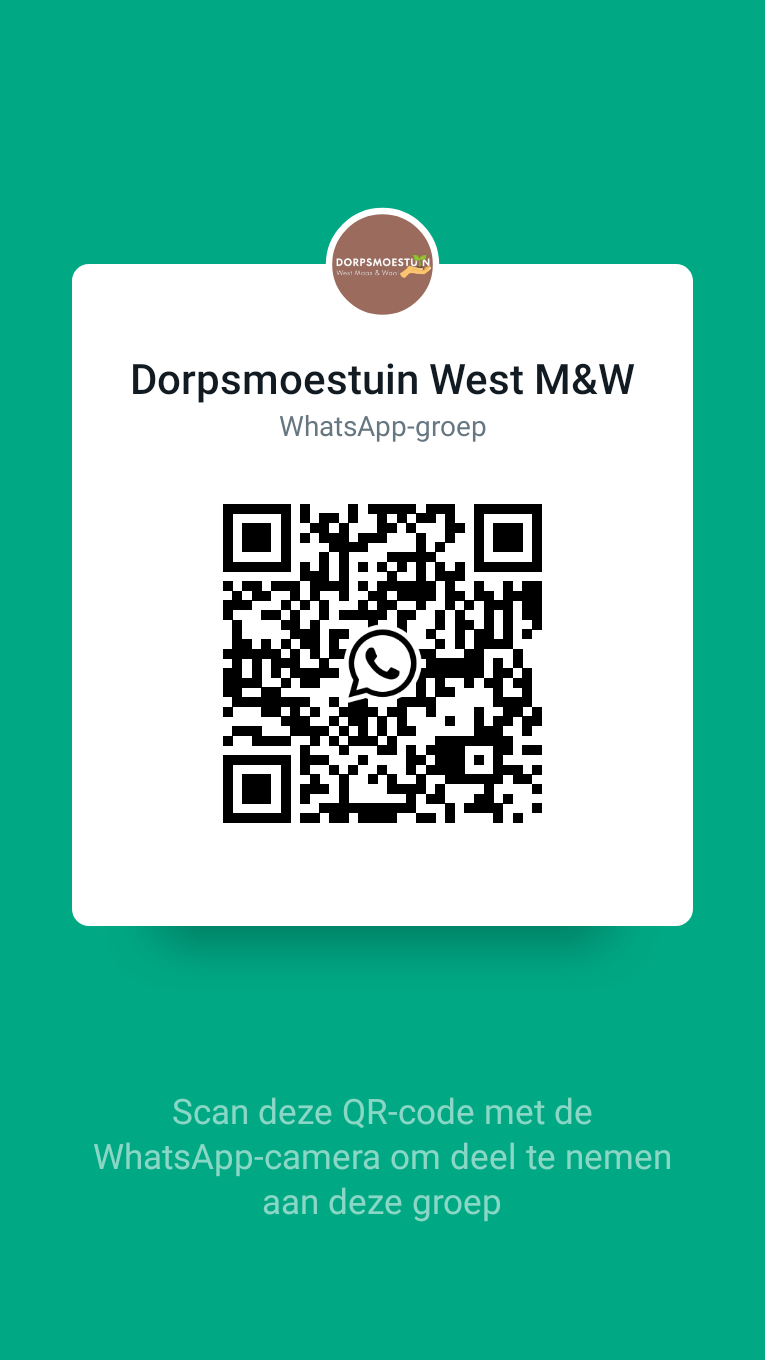 DORPSMOESTUIN
West Maas & Waal
Dorpsmoestuin West M&W
WhatsApp-groep
Scan deze QR-code met de
WhatsApp-camera om deel te nemen
aan deze groep